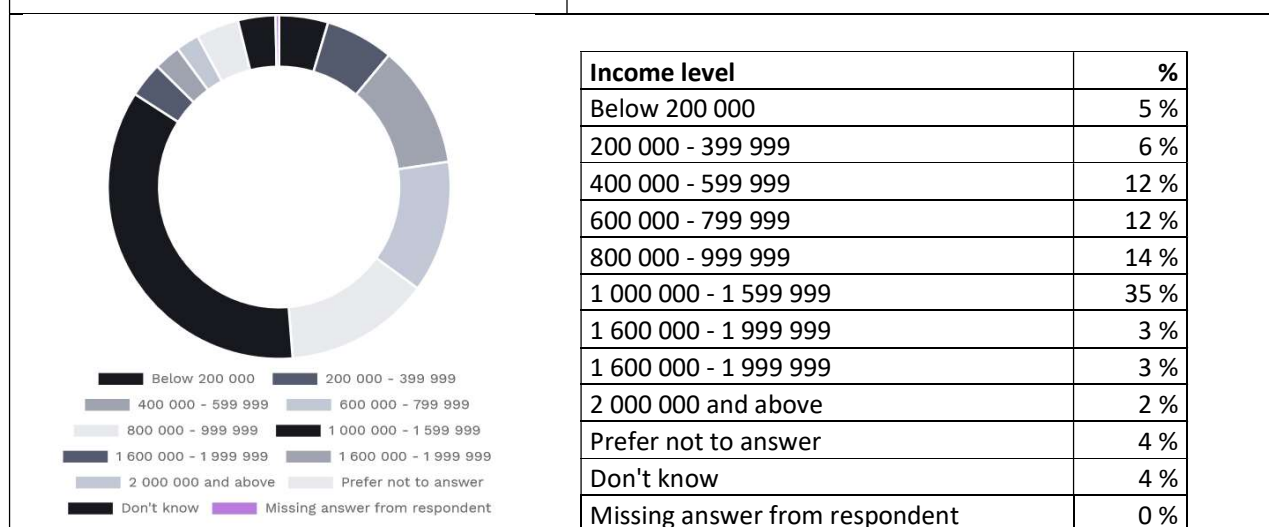 Below 200 000 200 000 - 399 999
400 000 - 599 999 600 000 - 799 999
800 000 - 999 999 1 000 000 - 1 599 999
1 600 000 - 1 999 999 1 600 000 - 1 999 999
2 000 000 and above Prefer not to answer
Don't know Missing answer from respondent
Income level %
Below 200 000 5 %
200 000 - 399 999 6 %
400 000 - 599 999 12 %
600 000 - 799 999 12 %
800 000 - 999 999 14 %
1 000 000 - 1 599 999 35 %
1 600 000 - 1 999 999 3 %
1 600 000 - 1 999 999 3 %
2 000 000 and above 2 %
Prefer not to answer 4 %
Don't know 4 %
Missing answer from respondent 0 %